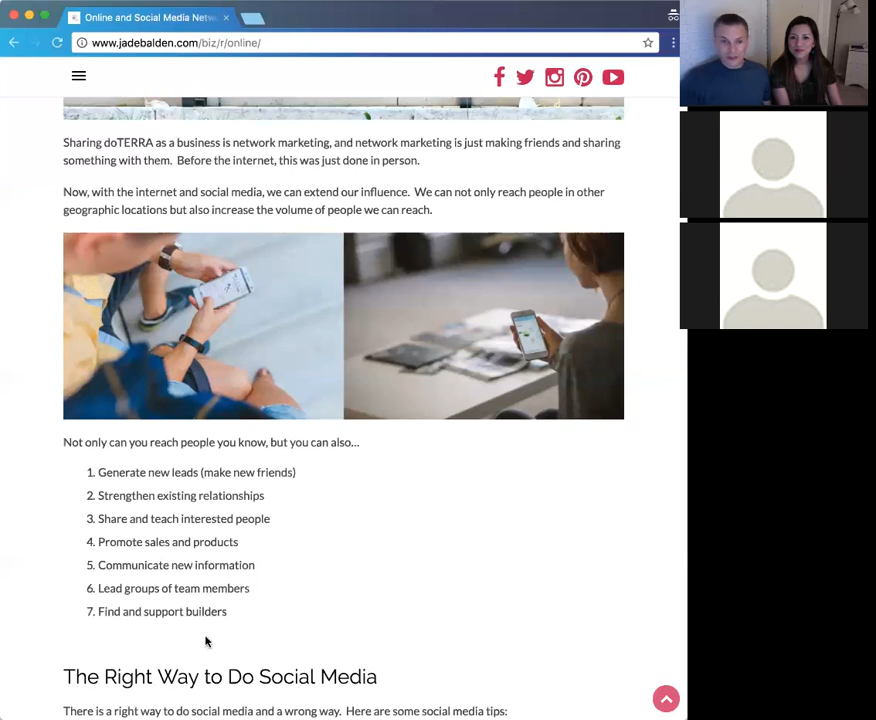 Online and Social Media Netw
www.jadebalden.com/biz/r/online/
Sharing doTERRA as a business is network marketing, and network marketing is just making friends and sharing
something with them. Before the internet, this was just done in person.
Now, with the internet and social media, we can extend our influence. We can not only reach people in other
geographic locations but also increase the volume of people we can reach.
Not only can you reach people you know, but you can also...
1. Generate new leads (make new friends)
2. Strengthen existing relationships
3. Share and teach interested people
4. Promote sales and products
5. Communicate new information
6. Lead groups of team members
7. Find and support builders
The Right Way to Do Social Media
There is a right way to do social media and a wrong way. Here are some social media tips: